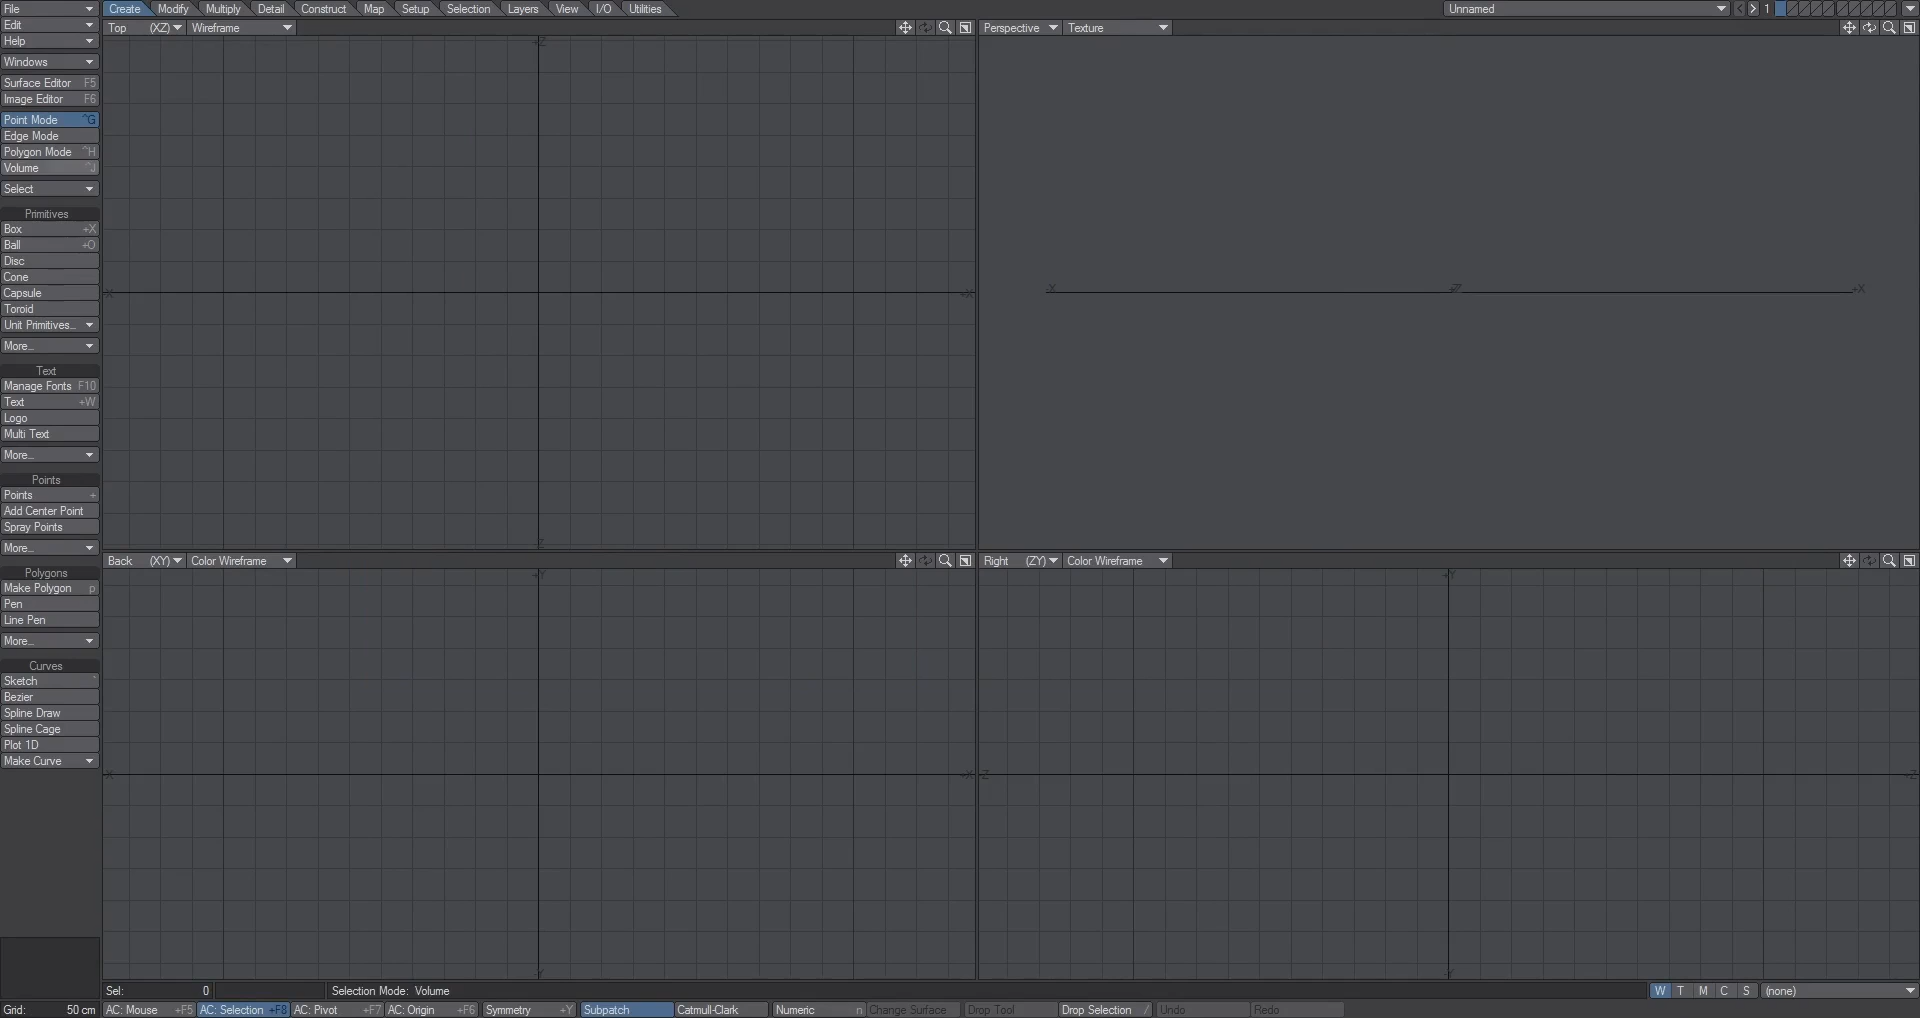 File Create Modify Multiply Detail Construct Map Setup Selection Layers View I/O Utilities Unnamed < > 1
Edit Top (XZ) Wireframe Perspective Texture
Help
Windows
Surface Editor F5
Image Editor F6
Point Mode ^G
Edge Mode
Polygon Mode ^H
Volume ^J
Select
Primitives
Box +X
Ball +O
Disc
Cone
Capsule
Toroid
Unit Primitives...
More...
Text
Manage Fonts F10
Text +W
Logo
Multi Text
More...
Points
Points +
Add Center Point
Spray Points
More...
Polygons
Make Polygon p
Pen
Line Pen
More...
Curves
Sketch
Bezier
Spline Draw
Spline Cage
Plot 1D
Make Curve
+Z
-X +X
-Z
-X +Z +X
Back (XY) Color Wireframe Right (ZY) Color Wireframe
+Y +Y
-X +X -Z +Z
-Y -Y
Sel: 0 Selection Mode: Volume W T M C S (none)
Grid: 50 cm AC: Mouse +F5 AC: Selection +F8 AC: Pivot +F7 AC: Origin +F6 Symmetry +Y Subpatch Catmull-Clark Numeric n Change Surface Drop Tool Drop Selection / Undo Redo